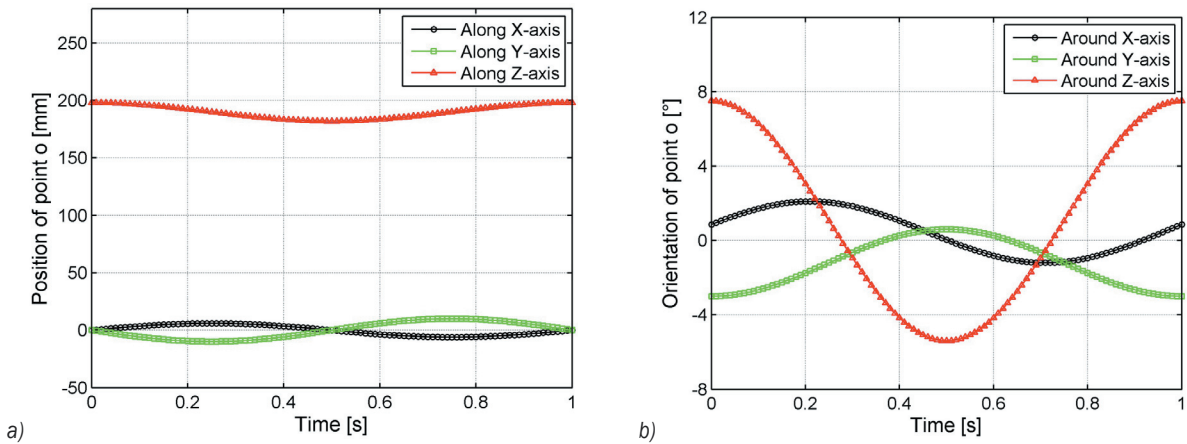 250
200
150
100
50
0
-50
Position of point o [mm]
Along X-axis
Along Y-axis
Along Z-axis
0 0.2 0.4 0.6 0.8 1
Time [s]
a)
12
8
4
0
-4
-8
Orientation of point o [°]
Around X-axis
Around Y-axis
Around Z-axis
0 0.2 0.4 0.6 0.8 1
Time [s]
b)